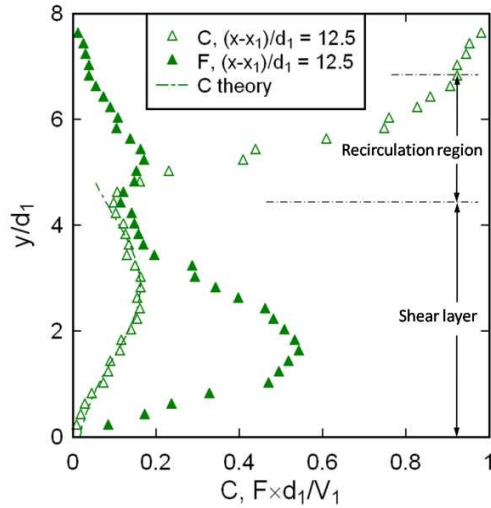 C, (x-x₁)/d₁ = 12.5
F, (x-x₁)/d₁ = 12.5
C theory
8
6
4
2
0
y/d₁
Recirculation region
Shear layer
0 0.2 0.4 0.6 0.8 1
C, F×d₁/V₁